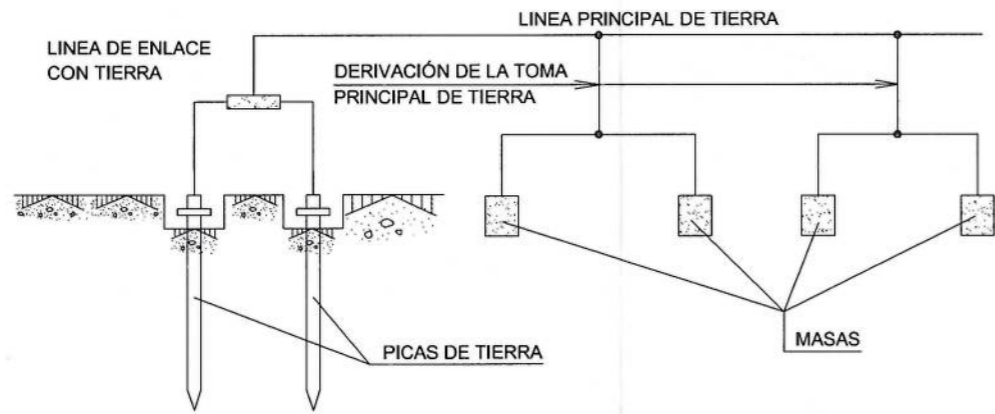 LINEA PRINCIPAL DE TIERRA
LINEA DE ENLACE
CON TIERRA
DERIVACIÓN DE LA TOMA
PRINCIPAL DE TIERRA
PICAS DE TIERRA
MASAS